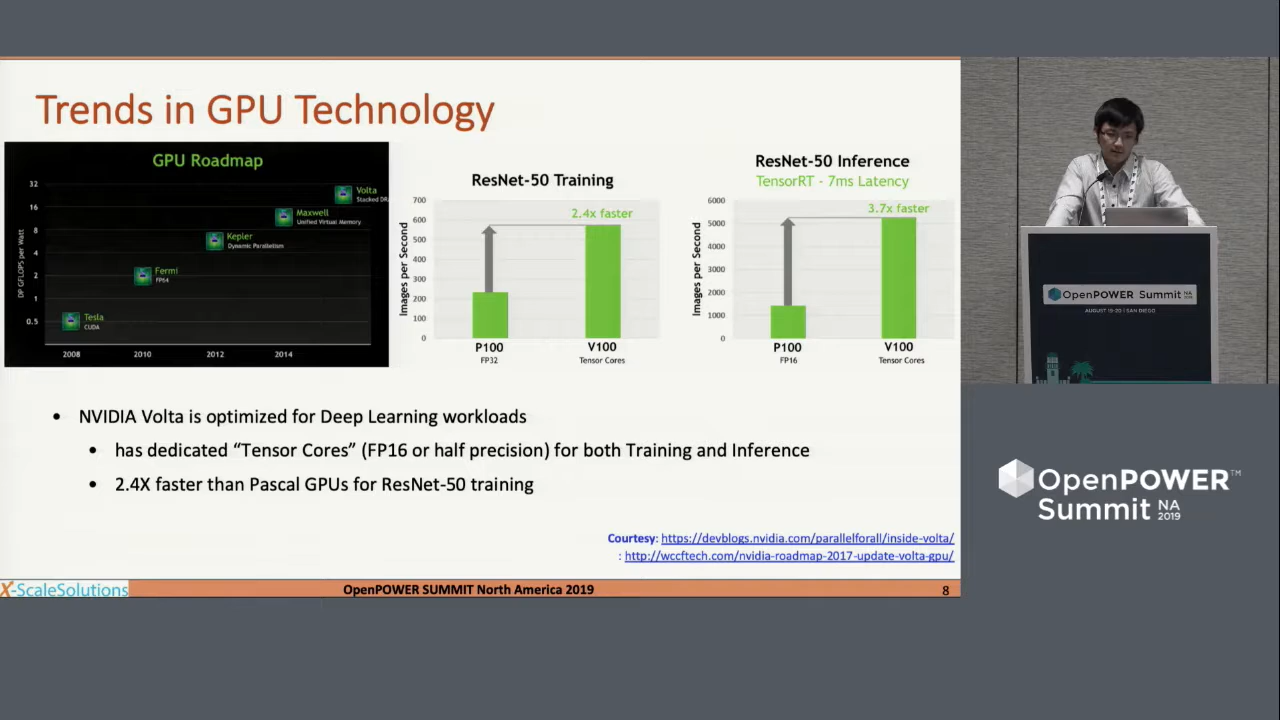 Trends in GPU Technology
GPU Roadmap
DP GFLOPS per Watt
32
16
8
4
2
1
0.5
Volta
Stacked
Maxwell
Unified Virtual Memory
Kepler
Dynamic Parallelism
Fermi
FP64
Tesla
CUDA
2008
2010
2012
2014
ResNet-50 Training
Images per Second
700
600
500
400
300
200
100
0
2.4x faster
P100
FP32
V100
Tensor Cores
ResNet-50 Inference
TensorRT - 7ms Latency
Images per Second
6000
5000
4000
3000
2000
1000
0
3.7x faster
P100
FP16
V100
Tensor Cores
• NVIDIA Volta is optimized for Deep Learning workloads
• has dedicated “Tensor Cores” (FP16 or half precision) for both Training and Inference
• 2.4X faster than Pascal GPUs for ResNet-50 training
Courtesy: https://devblogs.nvidia.com/parallelforall/inside-volta/
: http://wccftech.com/nvidia-roadmap-2017-update-volta-gpu/
X-ScaleSolutions
OpenPOWER SUMMIT North America 2019
8
OpenPOWER Summit NA 2019
AUGUST 19-20 | SAN DIEGO
OpenPOWER™
Summit NA 2019